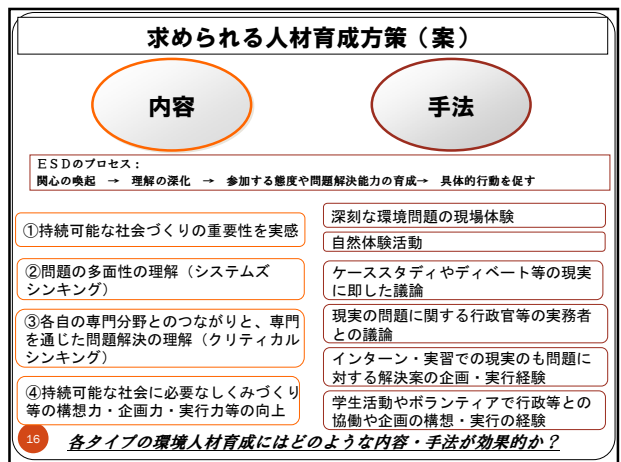 求められる人材育成方策（案）
内容
手法
ＥＳＤのプロセス：
関心の喚起　→　理解の深化　→　参加する態度や問題解決能力の育成→　具体的行動を促す
①持続可能な社会づくりの重要性を実感
②問題の多面性の理解（システムズ
シンキング）
③各自の専門分野とのつながりと、専門
を通じた問題解決の理解（クリティカル
シンキング）
④持続可能な社会に必要なしくみづくり
等の構想力・企画力・実行力等の向上
深刻な環境問題の現場体験
自然体験活動
ケーススタディやディベート等の現実
に即した議論
現実の問題に関する行政官等の実務者
との議論
インターン・実習での現実のも問題に
対する解決案の企画・実行経験
学生活動やボランティアで行政等との
協働や企画の構想・実行の経験
16
各タイプの環境人材育成にはどのような内容・手法が効果的か？